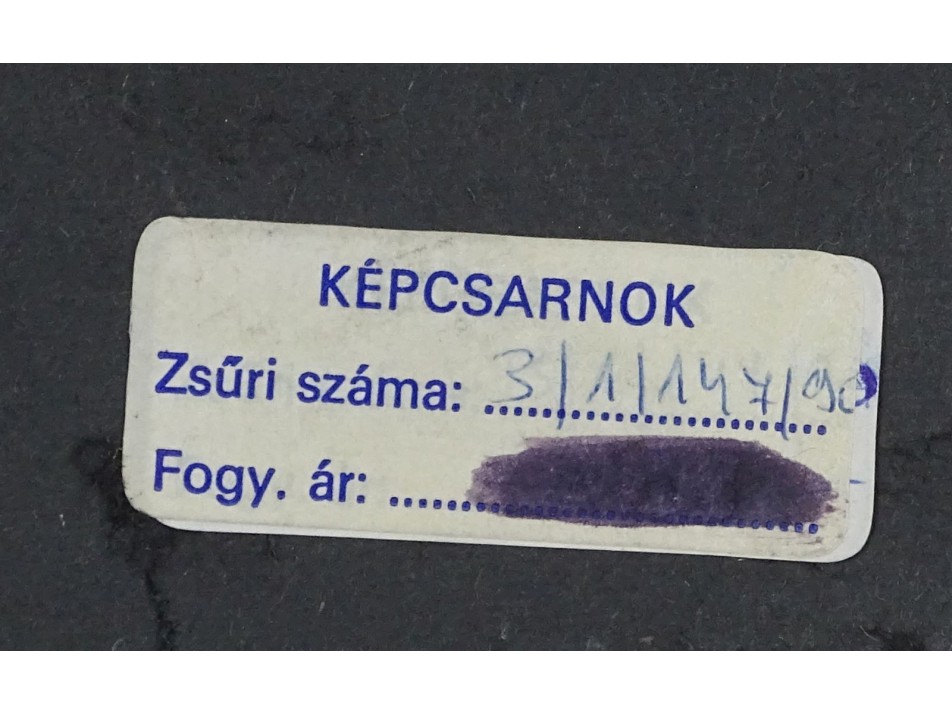 KÉPCSARNOK
Zsűri száma: 3/1/147/90
Fogy. ár: